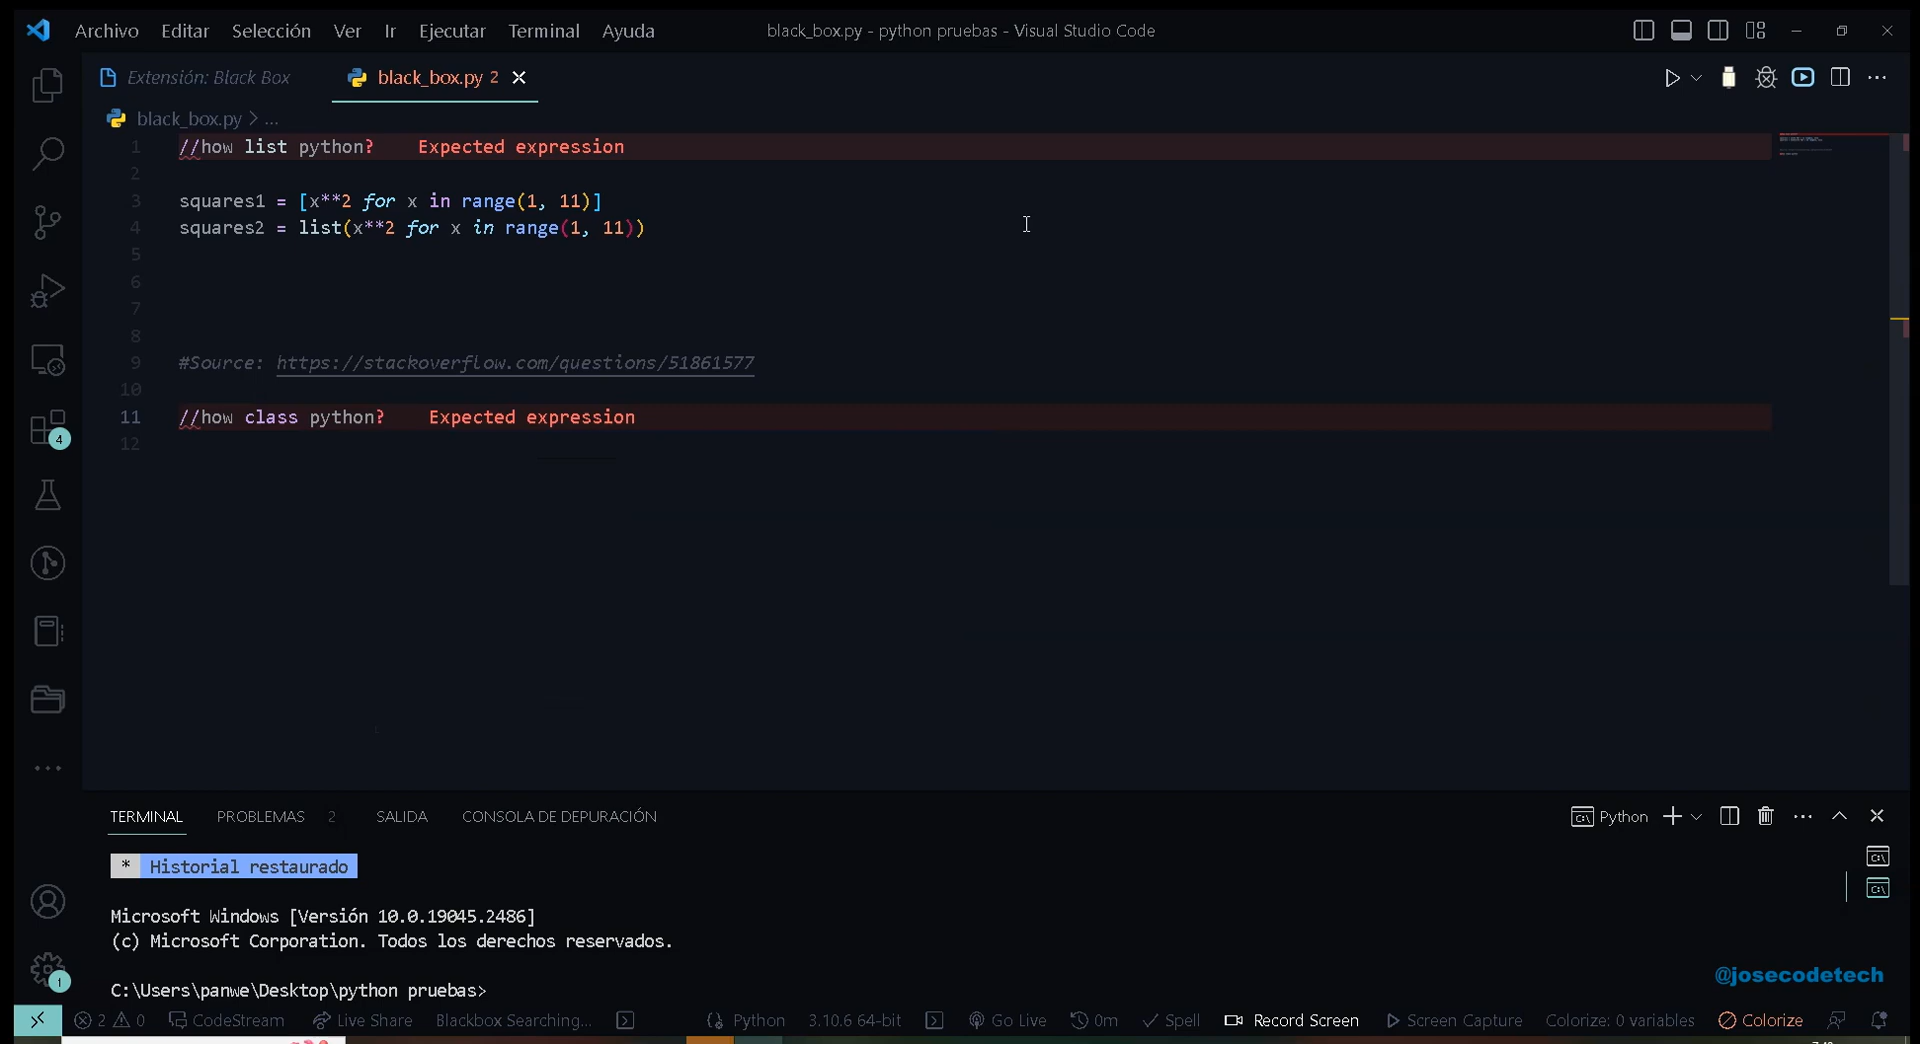 Archivo Editar Selección Ver Ir Ejecutar Terminal Ayuda black_box.py - python pruebas - Visual Studio Code
Extensión: Black Box black_box.py 2
black_box.py > ...
1 //how list python? Expected expression
2
3 squares1 = [x**2 for x in range(1, 11)]
4 squares2 = list(x**2 for x in range(1, 11))
5
6
7
8
9 #Source: https://stackoverflow.com/questions/51861577
10
11 //how class python? Expected expression
12
4
TERMINAL PROBLEMAS 2 SALIDA CONSOLA DE DEPURACIÓN Python
* Historial restaurado
Microsoft Windows [Versión 10.0.19045.2486]
(c) Microsoft Corporation. Todos los derechos reservados.
@josecodetech
1
C:\Users\panwe\Desktop\python pruebas>
2 0 CodeStream Live Share Blackbox Searching... Python 3.10.6 64-bit Go Live 0m Spell Record Screen Screen Capture Colorize: 0 variables Colorize